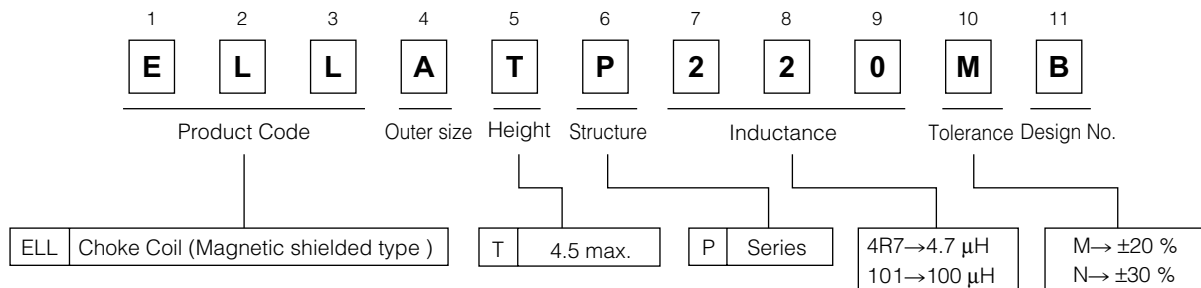 1 2 3 4 5 6 7 8 9 10 11
E L L A T P 2 2 0 M B
Product Code Outer size Height Structure Inductance Tolerance Design No.
ELL Choke Coil (Magnetic shielded type ) T 4.5 max. P Series 4R7→4.7 μH M→ ±20 %
101→100 μH N→ ±30 %